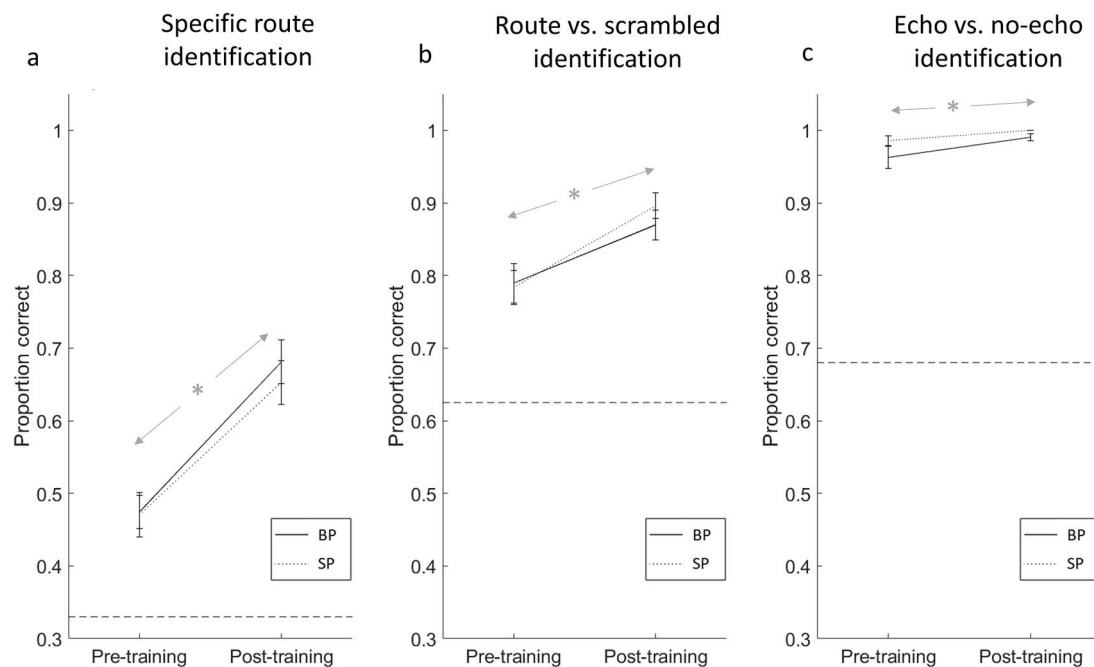 Specific route
identification
a
Proportion correct
1
0.9
0.8
0.7
0.6
0.5
0.4
0.3
*
BP
SP
Pre-training
Post-training
Route vs. scrambled
identification
b
Proportion correct
1
0.9
0.8
0.7
0.6
0.5
0.4
0.3
*
BP
SP
Pre-training
Post-training
Echo vs. no-echo
identification
c
Proportion correct
1
0.9
0.8
0.7
0.6
0.5
0.4
0.3
*
BP
SP
Pre-training
Post-training